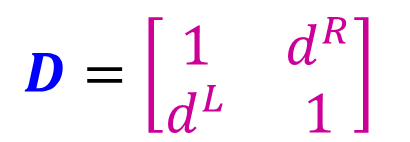 D = [ 1 d^R
d^L 1 ]